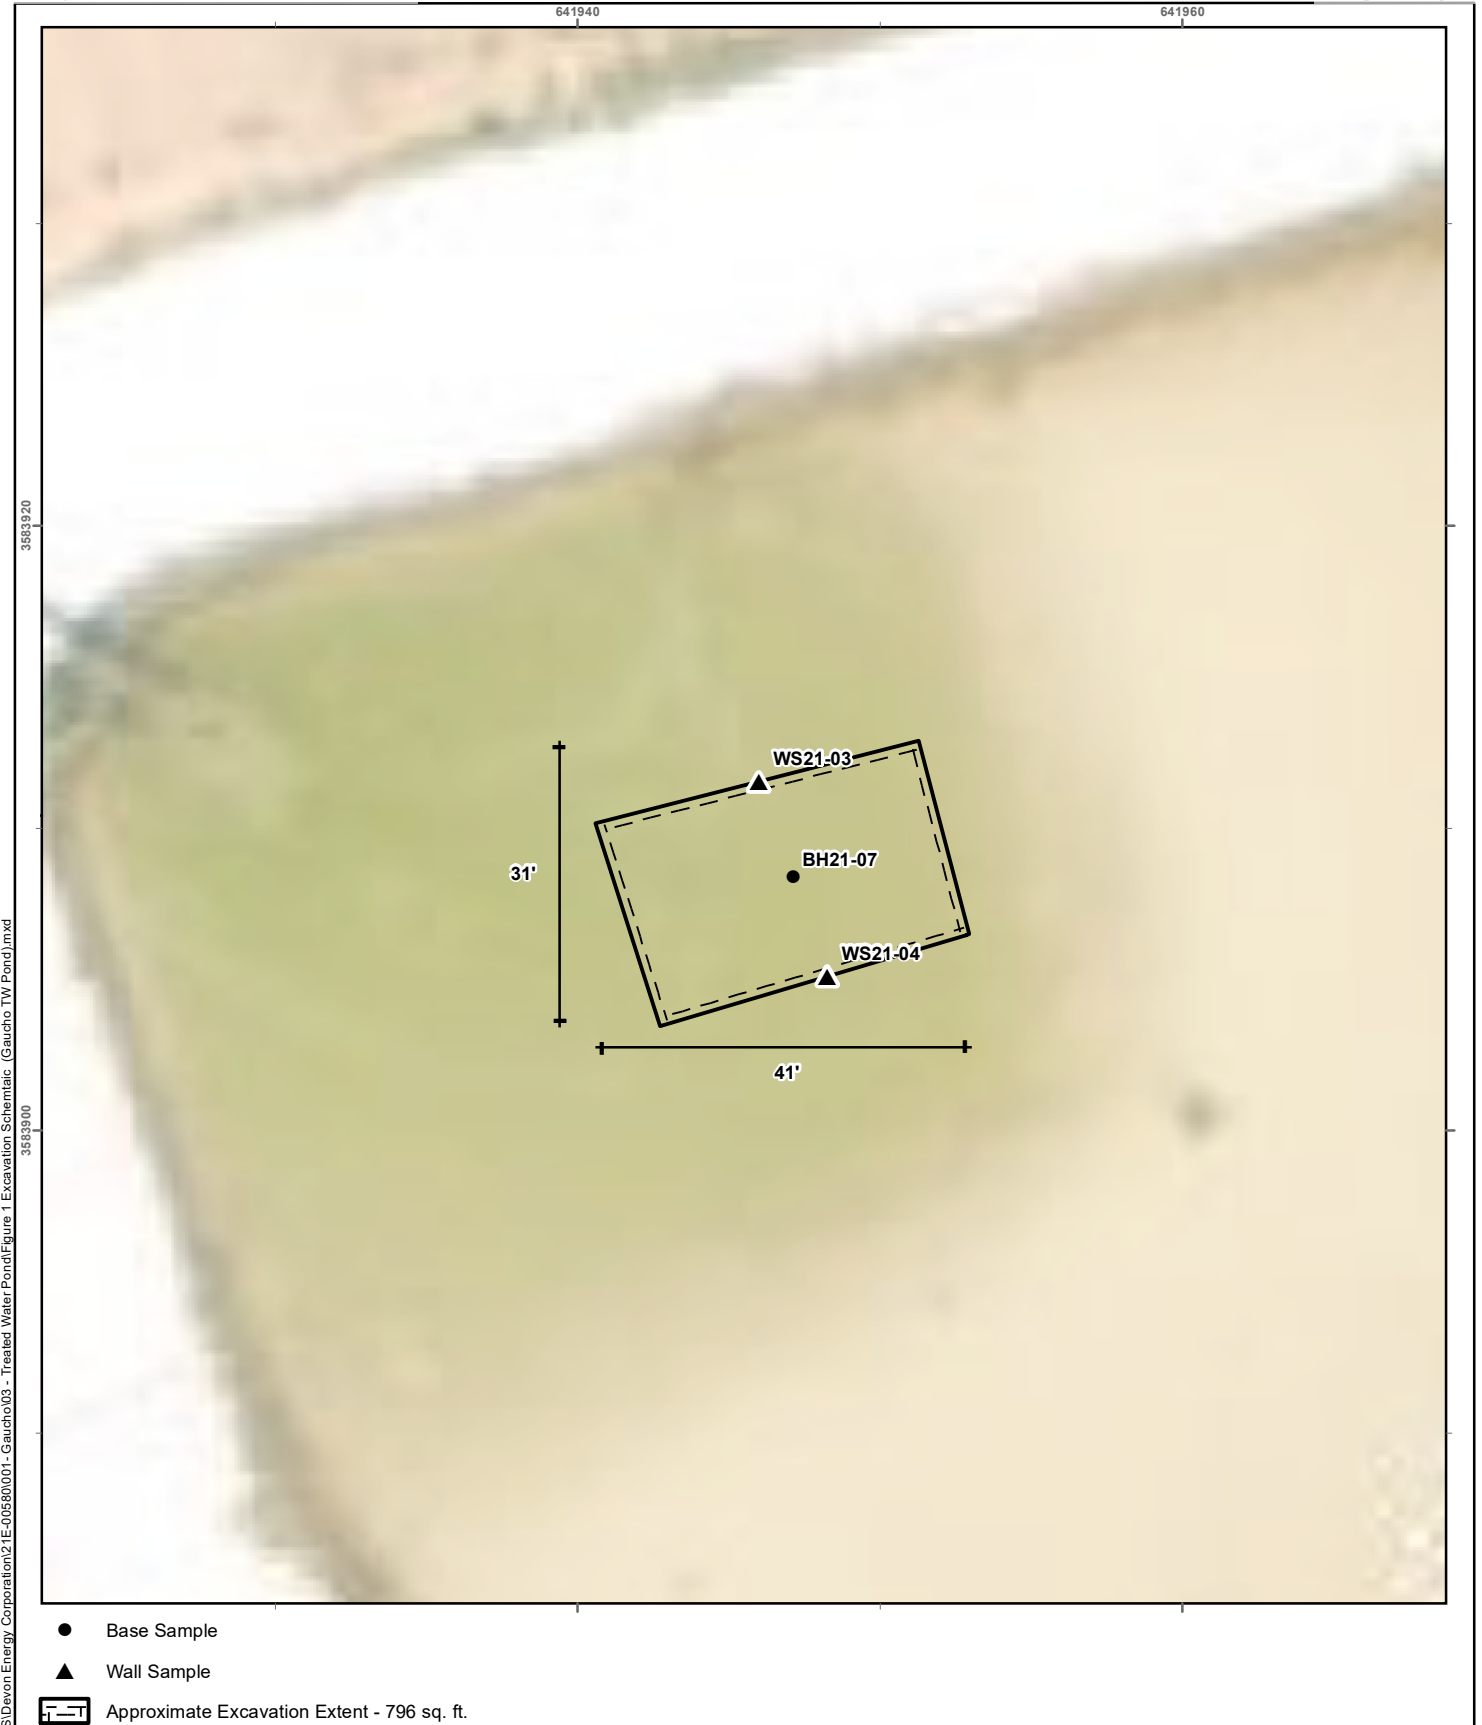 641940
641960
3583920
3583900
WS21-03
BH21-07
31'
WS21-04
41'
Base Sample
Wall Sample
Approximate Excavation Extent - 796 sq. ft.
S\Devon Energy Corporation\21E-00580\001- Gaucho\03 - Treated Water Pond\Figure 1 Excavation Schemtaic (Gaucho TW Pond).mxd